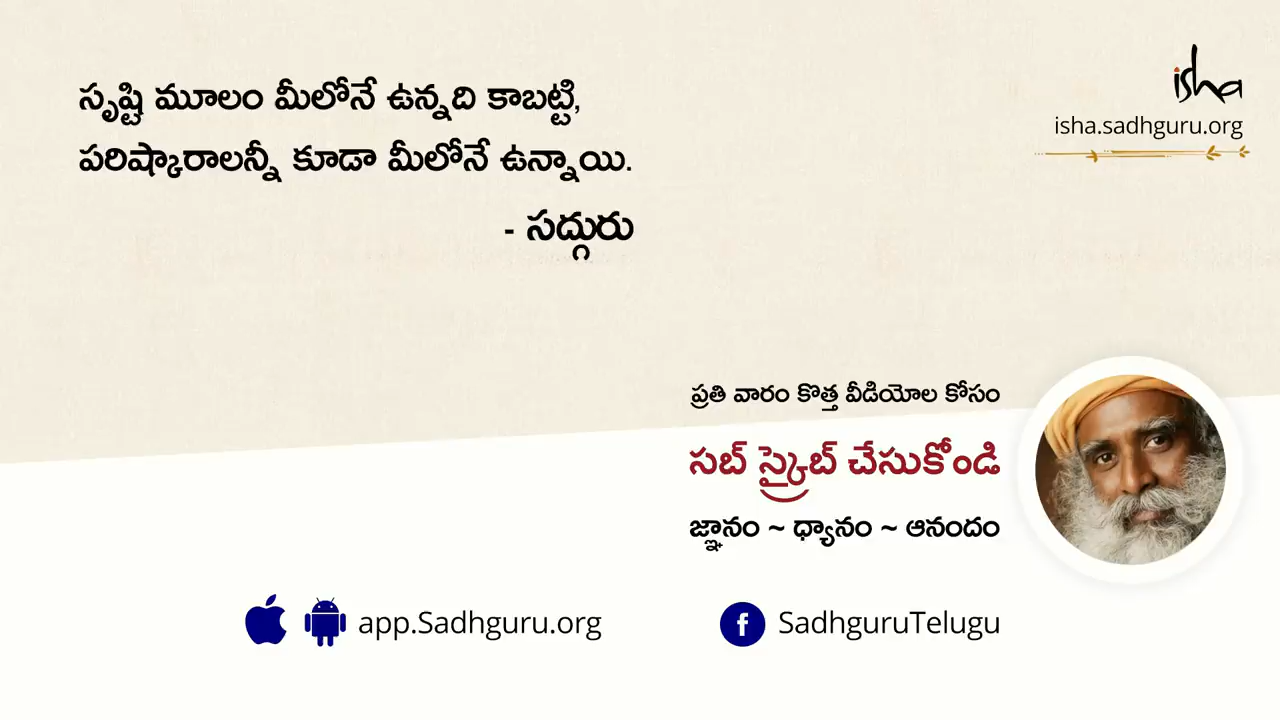 సృష్టి మూలం మీలోనే ఉన్నది కాబట్టి,
పరిష్కారాలన్నీ కూడా మీలోనే ఉన్నాయి.
- సద్గురు
isha
isha.sadhguru.org
ప్రతి వారం కొత్త వీడియోల కోసం
సబ్ స్క్రైబ్ చేసుకోండి
జ్ఞానం ~ ధ్యానం ~ ఆనందం
app.Sadhguru.org
f SadhguruTelugu